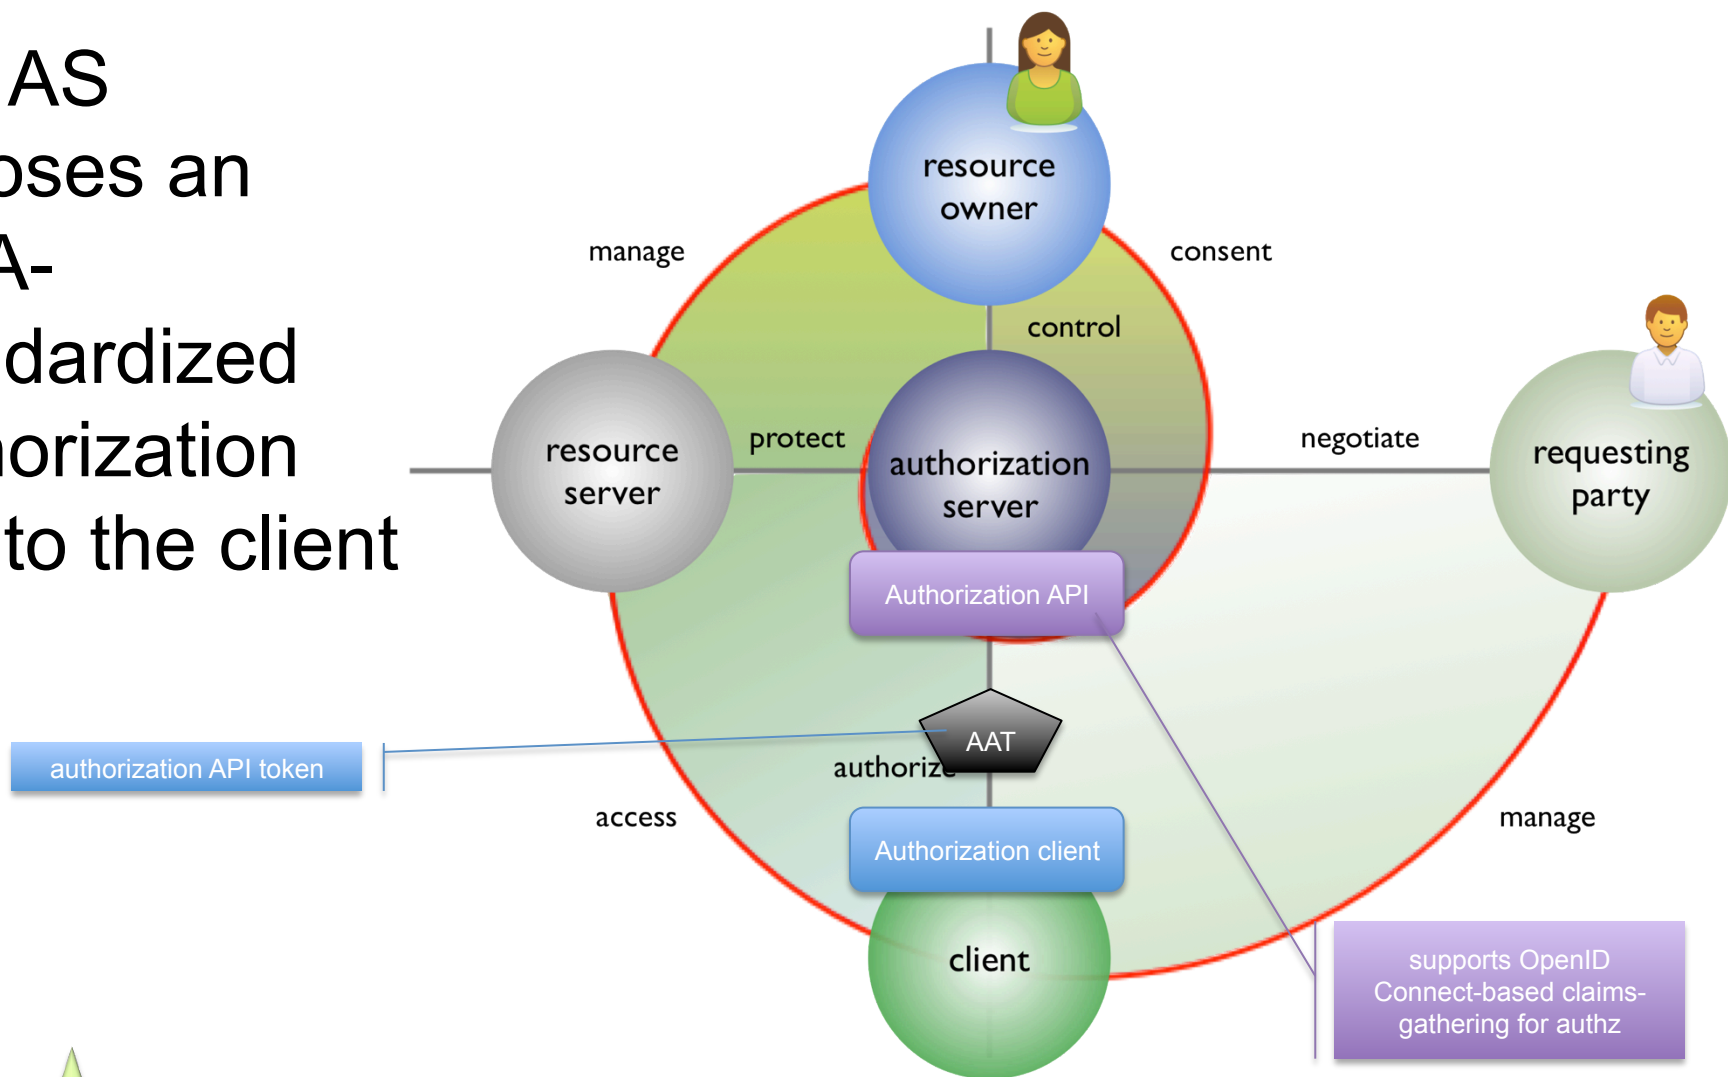 AS
oses an
A-
dardized
norization
to the client
resource
owner
manage
consent
control
resource
server
protect
authorization
server
negotiate
requesting
party
Authorization API
AAT
authorization API token
authorize
access
manage
Authorization client
client
supports OpenID
Connect-based claims-
gathering for authz